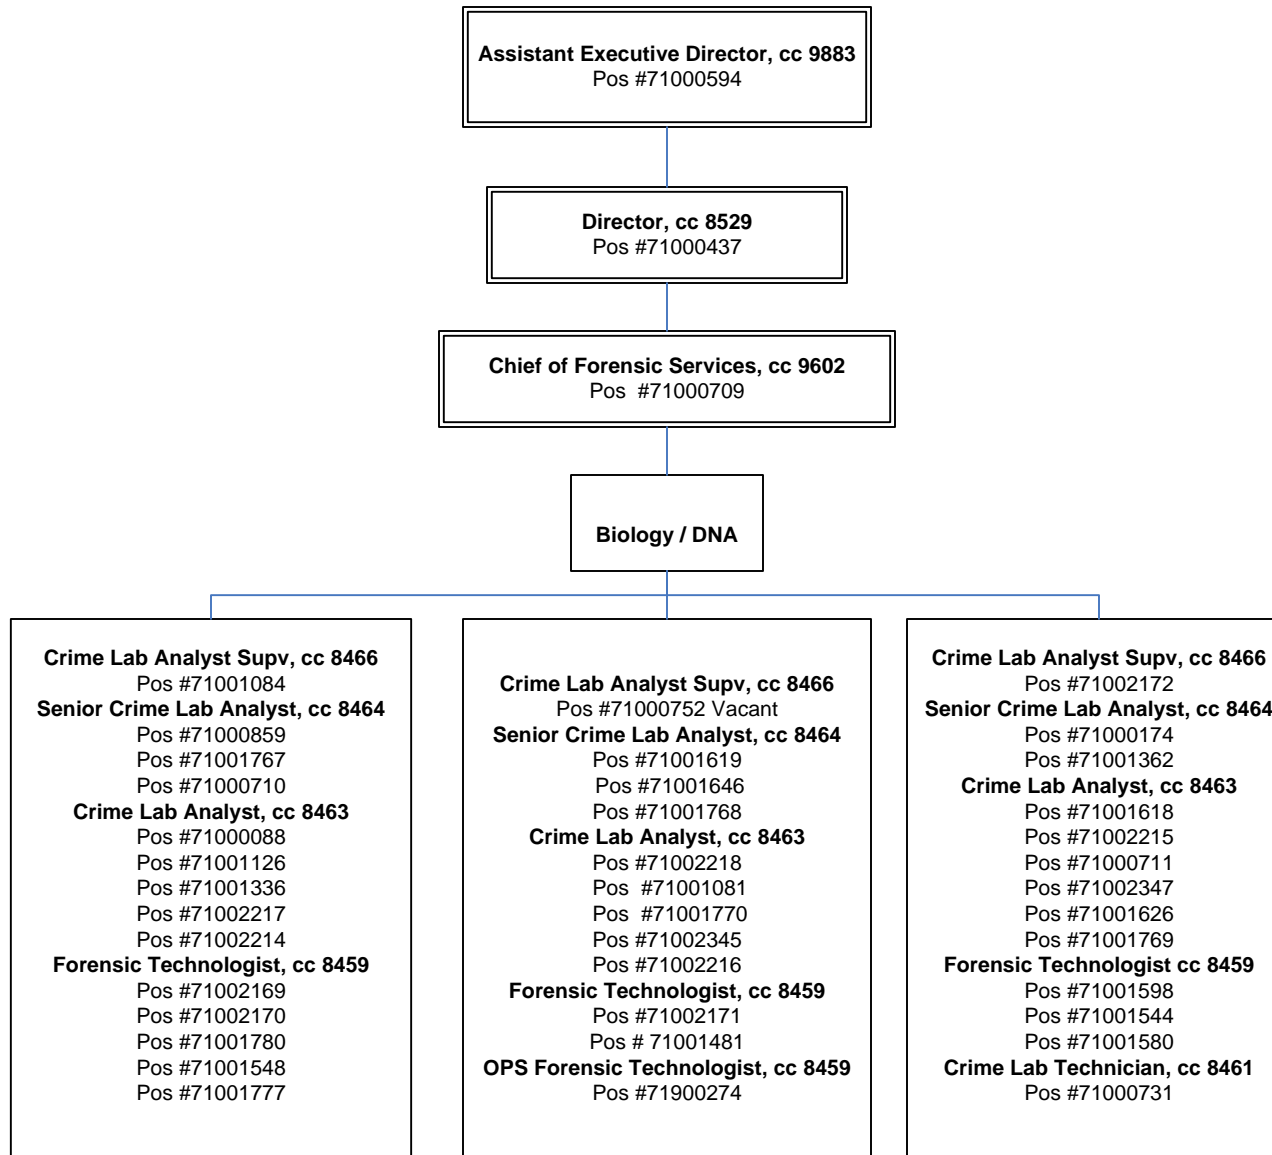 Assistant Executive Director, cc 9883
Pos #71000594
Director, cc 8529
Pos #71000437
Chief of Forensic Services, cc 9602
Pos #71000709
Biology / DNA
Crime Lab Analyst Supv, cc 8466
Pos #71001084
Senior Crime Lab Analyst, cc 8464
Pos #71000859
Pos #71001767
Pos #71000710
Crime Lab Analyst, cc 8463
Pos #71000088
Pos #71001126
Pos #71001336
Pos #71002217
Pos #71002214
Forensic Technologist, cc 8459
Pos #71002169
Pos #71002170
Pos #71001780
Pos #71001548
Pos #71001777
Crime Lab Analyst Supv, cc 8466
Pos #71000752 Vacant
Senior Crime Lab Analyst, cc 8464
Pos #71001619
Pos #71001646
Pos #71001768
Crime Lab Analyst, cc 8463
Pos #71002218
Pos #71001081
Pos #71001770
Pos #71002345
Pos #71002216
Forensic Technologist, cc 8459
Pos #71002171
Pos # 71001481
OPS Forensic Technologist, cc 8459
Pos #71900274
Crime Lab Analyst Supv, cc 8466
Pos #71002172
Senior Crime Lab Analyst, cc 8464
Pos #71000174
Pos #71001362
Crime Lab Analyst, cc 8463
Pos #71001618
Pos #71002215
Pos #71000711
Pos #71002347
Pos #71001626
Pos #71001769
Forensic Technologist cc 8459
Pos #71001598
Pos #71001544
Pos #71001580
Crime Lab Technician, cc 8461
Pos #71000731